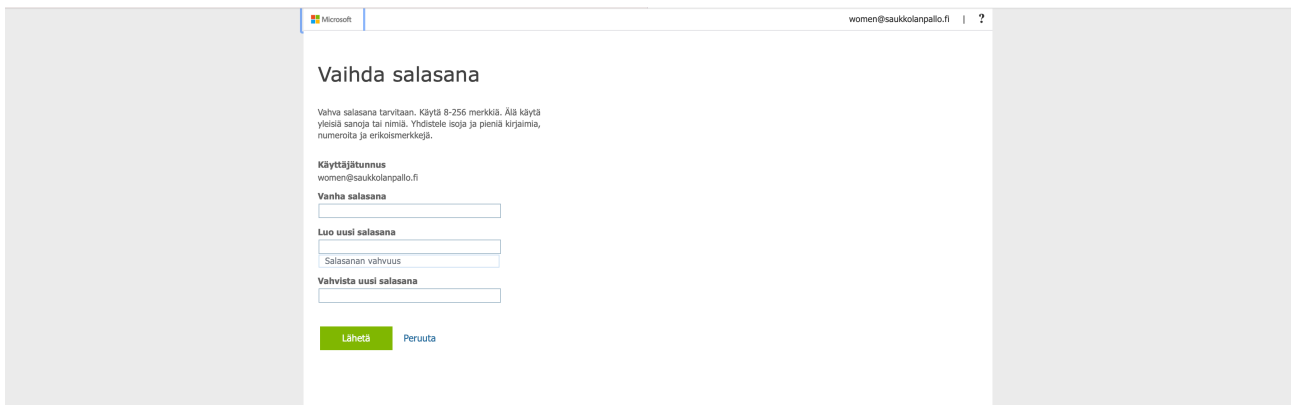 Microsoft
women@saukkolanpallo.fi | ?
Vaihda salasana
Vahva salasana tarvitaan. Käytä 8-256 merkkiä. Älä käytä
yleisiä sanoja tai nimiä. Yhdistele isoja ja pieniä kirjaimia,
numeroita ja erikoismerkkejä.
Käyttäjätunnus
women@saukkolanpallo.fi
Vanha salasana
Luo uusi salasana
Salasanan vahvuus
Vahvista uusi salasana
Lähetä Peruuta